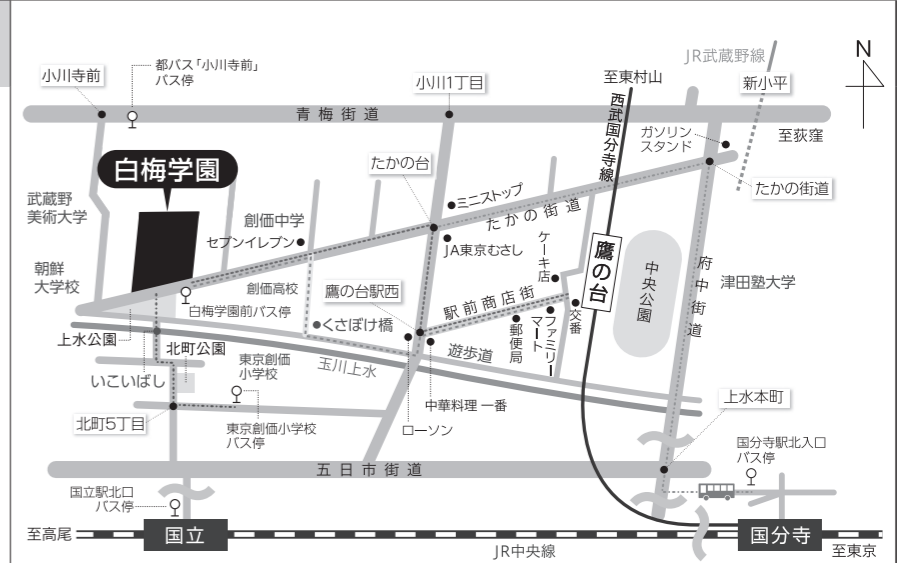 N
JR武蔵野線
都バス「小川寺前」
バス停
小川寺前
小川1丁目
至東村山
新小平
青梅街道
西武国分寺線
ガソリン
スタンド
至荻窪
白梅学園
たかの台
たかの街道
ミニストップ
たかの街道
武蔵野
美術大学
創価中学
セブンイレブン
JA東京むさし
ケーキ店
鷹の台
中央公園
府中街道
津田塾大学
朝鮮
大学校
創価高校
鷹の台駅西
駅前商店街
白梅学園前バス停
くさぼけ橋
交番
ファミリーマート
郵便局
上水公園
北町公園
遊歩道
玉川上水
いこいばし
東京創価
小学校
上水本町
中華料理 一番
北町5丁目
東京創価小学校
バス停
ローソン
国分寺駅北入口
バス停
五日市街道
国立駅北口
バス停
至高尾
国立
JR中央線
国分寺
至東京